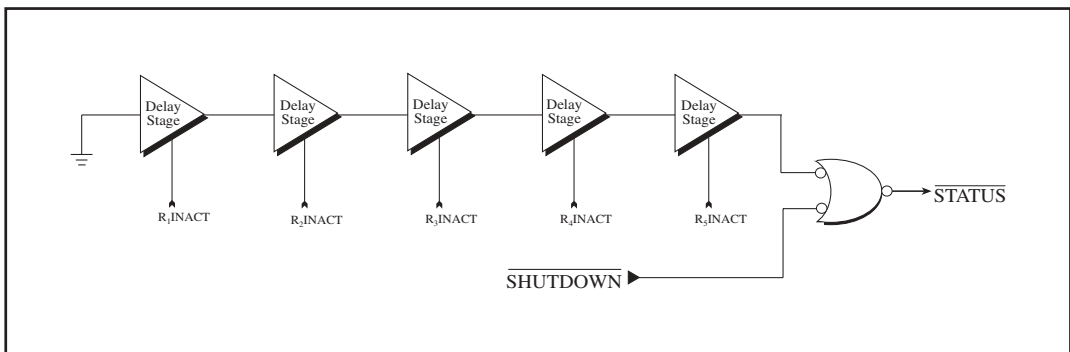 Delay
Stage
Delay
Stage
Delay
Stage
Delay
Stage
Delay
Stage
R₁INACT
R₂INACT
R₃INACT
R₄INACT
R₅INACT
STATUS
SHUTDOWN